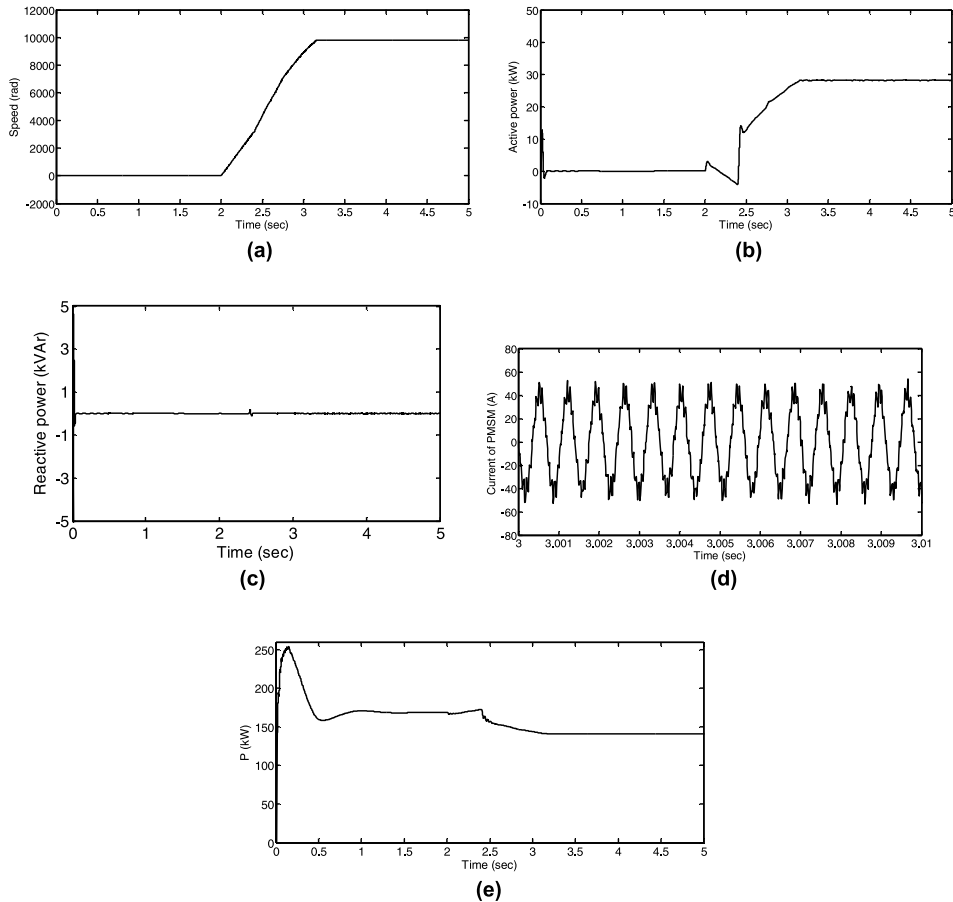 12000
10000
8000
6000
4000
2000
0
-2000
Speed (rad)
0 0.5 1 1.5 2 2.5 3 3.5 4 4.5 5
Time (sec)
(a)
50
40
30
20
10
0
-10
Active power (kW)
0 0.5 1 1.5 2 2.5 3 3.5 4 4.5 5
Time (sec)
(b)
5
3
1
-1
-3
-5
Reactive power (kVAr)
0 1 2 3 4 5
Time (sec)
(c)
80
60
40
20
0
-20
-40
-60
-80
Current of PMSM (A)
3 3.001 3.002 3.003 3.004 3.005 3.006 3.007 3.008 3.009 3.01
Time (sec)
(d)
250
200
150
100
50
0
P (kW)
0 0.5 1 1.5 2 2.5 3 3.5 4 4.5 5
Time (sec)
(e)